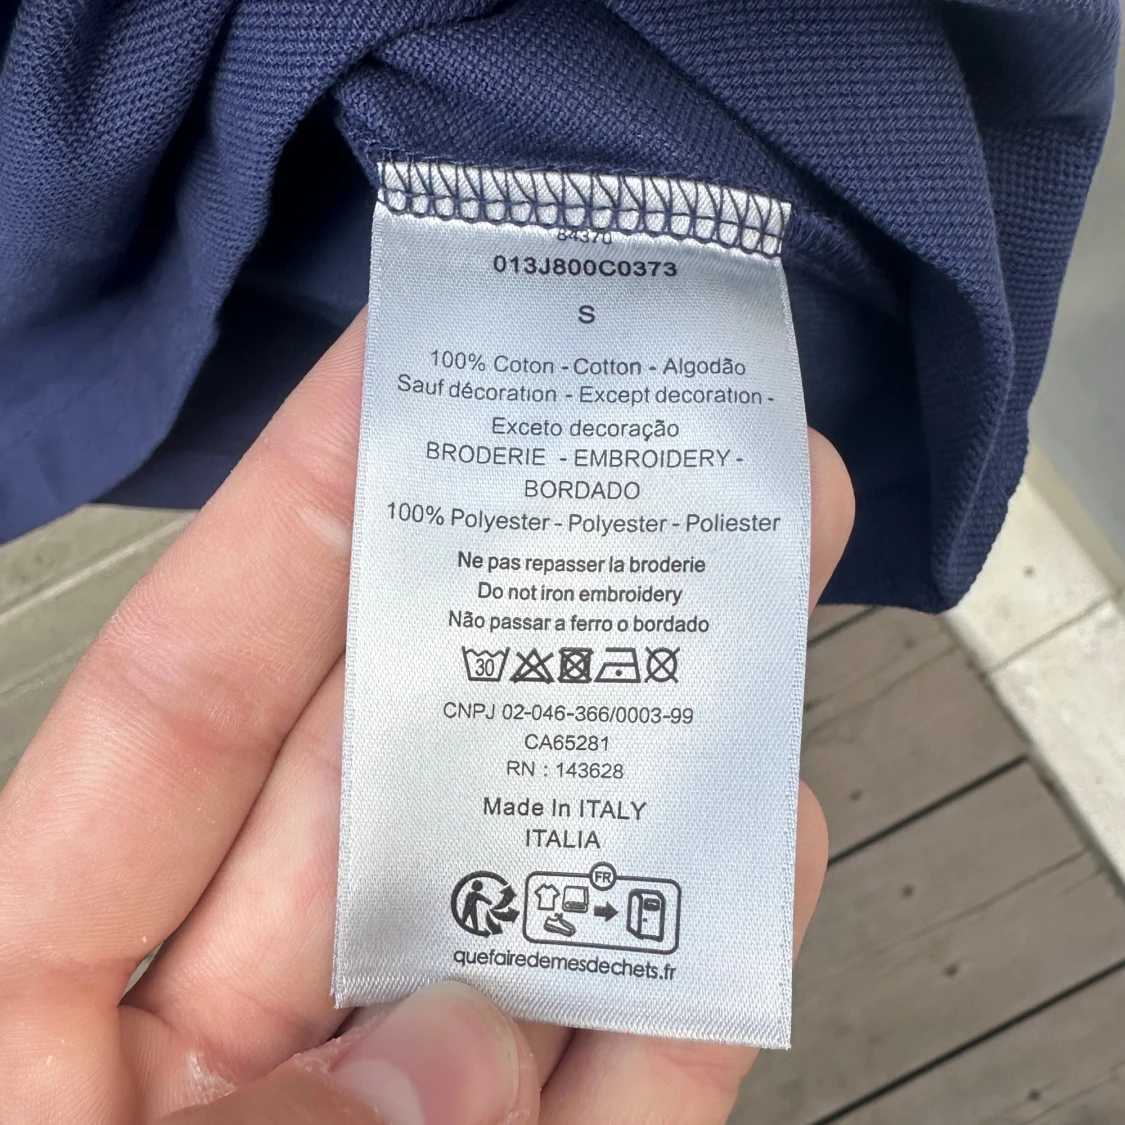 84370
013J800C0373
S
100% Coton - Cotton - Algodão
Sauf décoration - Except decoration -
Exceto decoração
BRODERIE - EMBROIDERY -
BORDADO
100% Polyester - Polyester - Poliester
Ne pas repasser la broderie
Do not iron embroidery
Não passar a ferro o bordado
30
CNPJ 02-046-366/0003-99
CA65281
RN : 143628
Made In ITALY
ITALIA
FR
quefairedemesdechets.fr